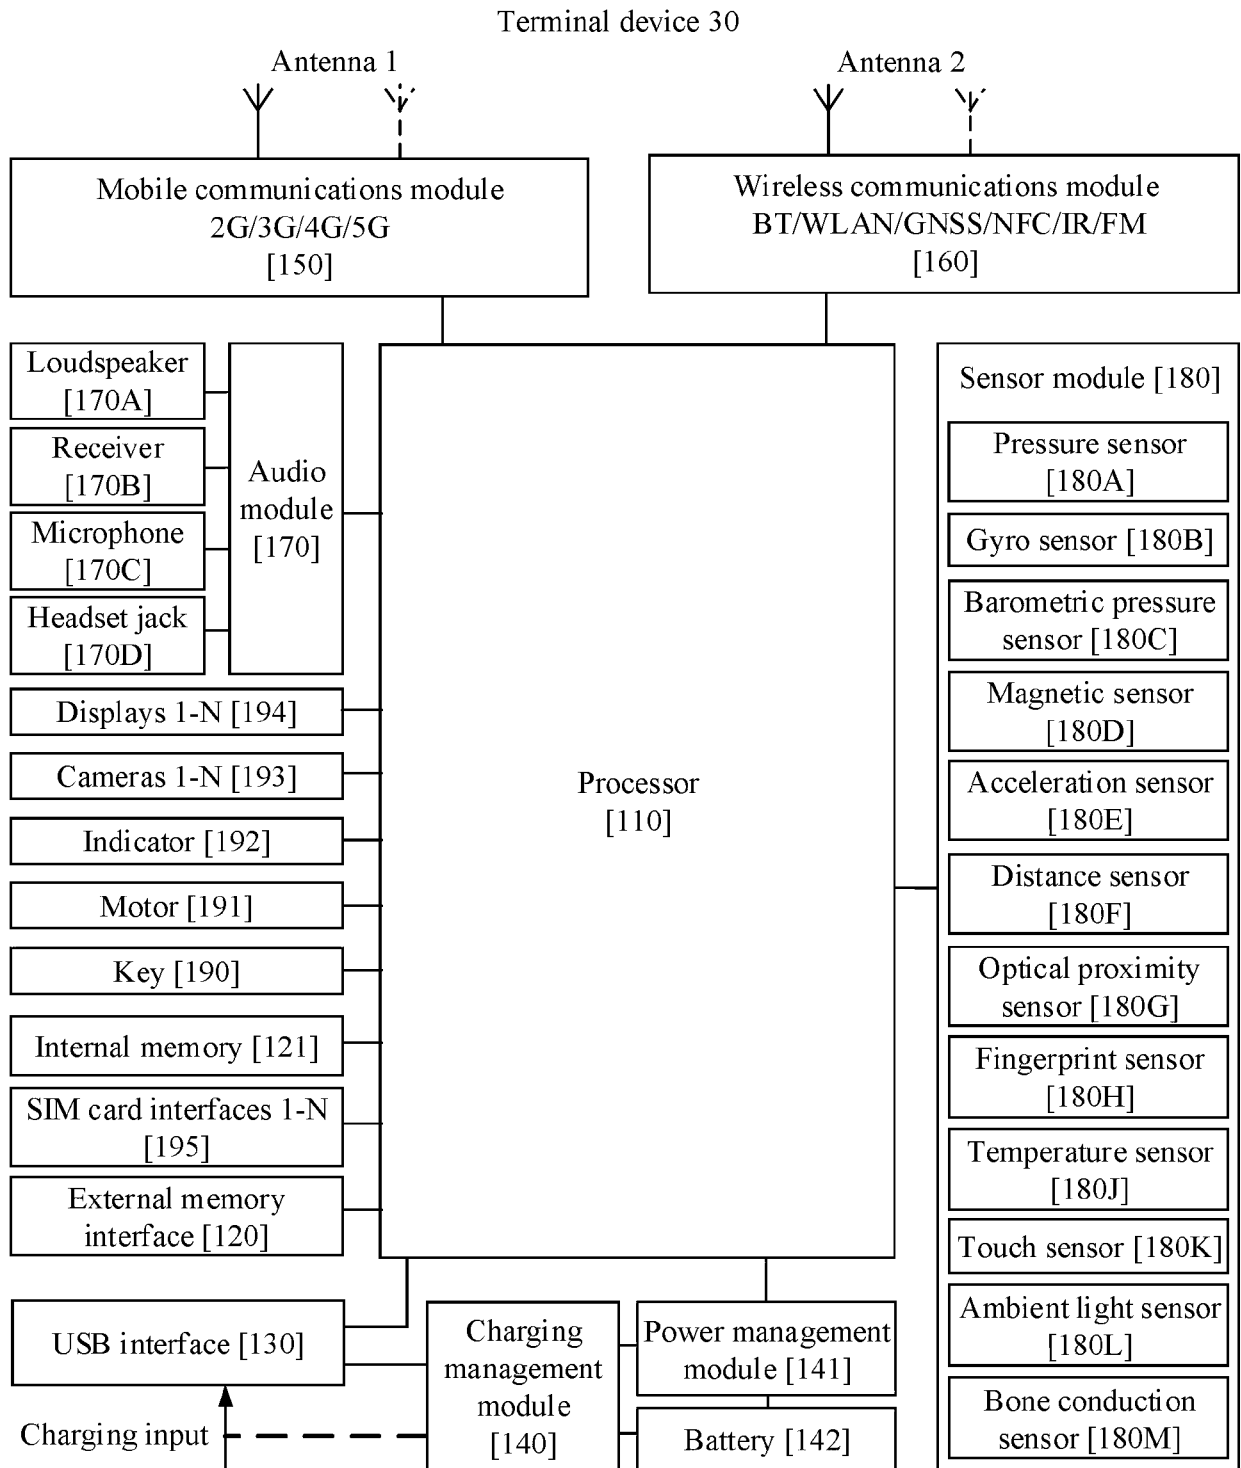 Terminal device 30
Antenna 1
Antenna 2
Mobile communications module
2G/3G/4G/5G
[150]
Wireless communications module
BT/WLAN/GNSS/NFC/IR/FM
[160]
Loudspeaker
[170A]
Receiver
[170B]
Microphone
[170C]
Headset jack
[170D]
Audio
module
[170]
Displays 1-N [194]
Cameras 1-N [193]
Indicator [192]
Motor [191]
Key [190]
Internal memory [121]
SIM card interfaces 1-N
[195]
External memory
interface [120]
Processor
[110]
Sensor module [180]
Pressure sensor
[180A]
Gyro sensor [180B]
Barometric pressure
sensor [180C]
Magnetic sensor
[180D]
Acceleration sensor
[180E]
Distance sensor
[180F]
Optical proximity
sensor [180G]
Fingerprint sensor
[180H]
Temperature sensor
[180J]
Touch sensor [180K]
Ambient light sensor
[180L]
Bone conduction
sensor [180M]
USB interface [130]
Charging input
Charging
management
module
[140]
Power management
module [141]
Battery [142]